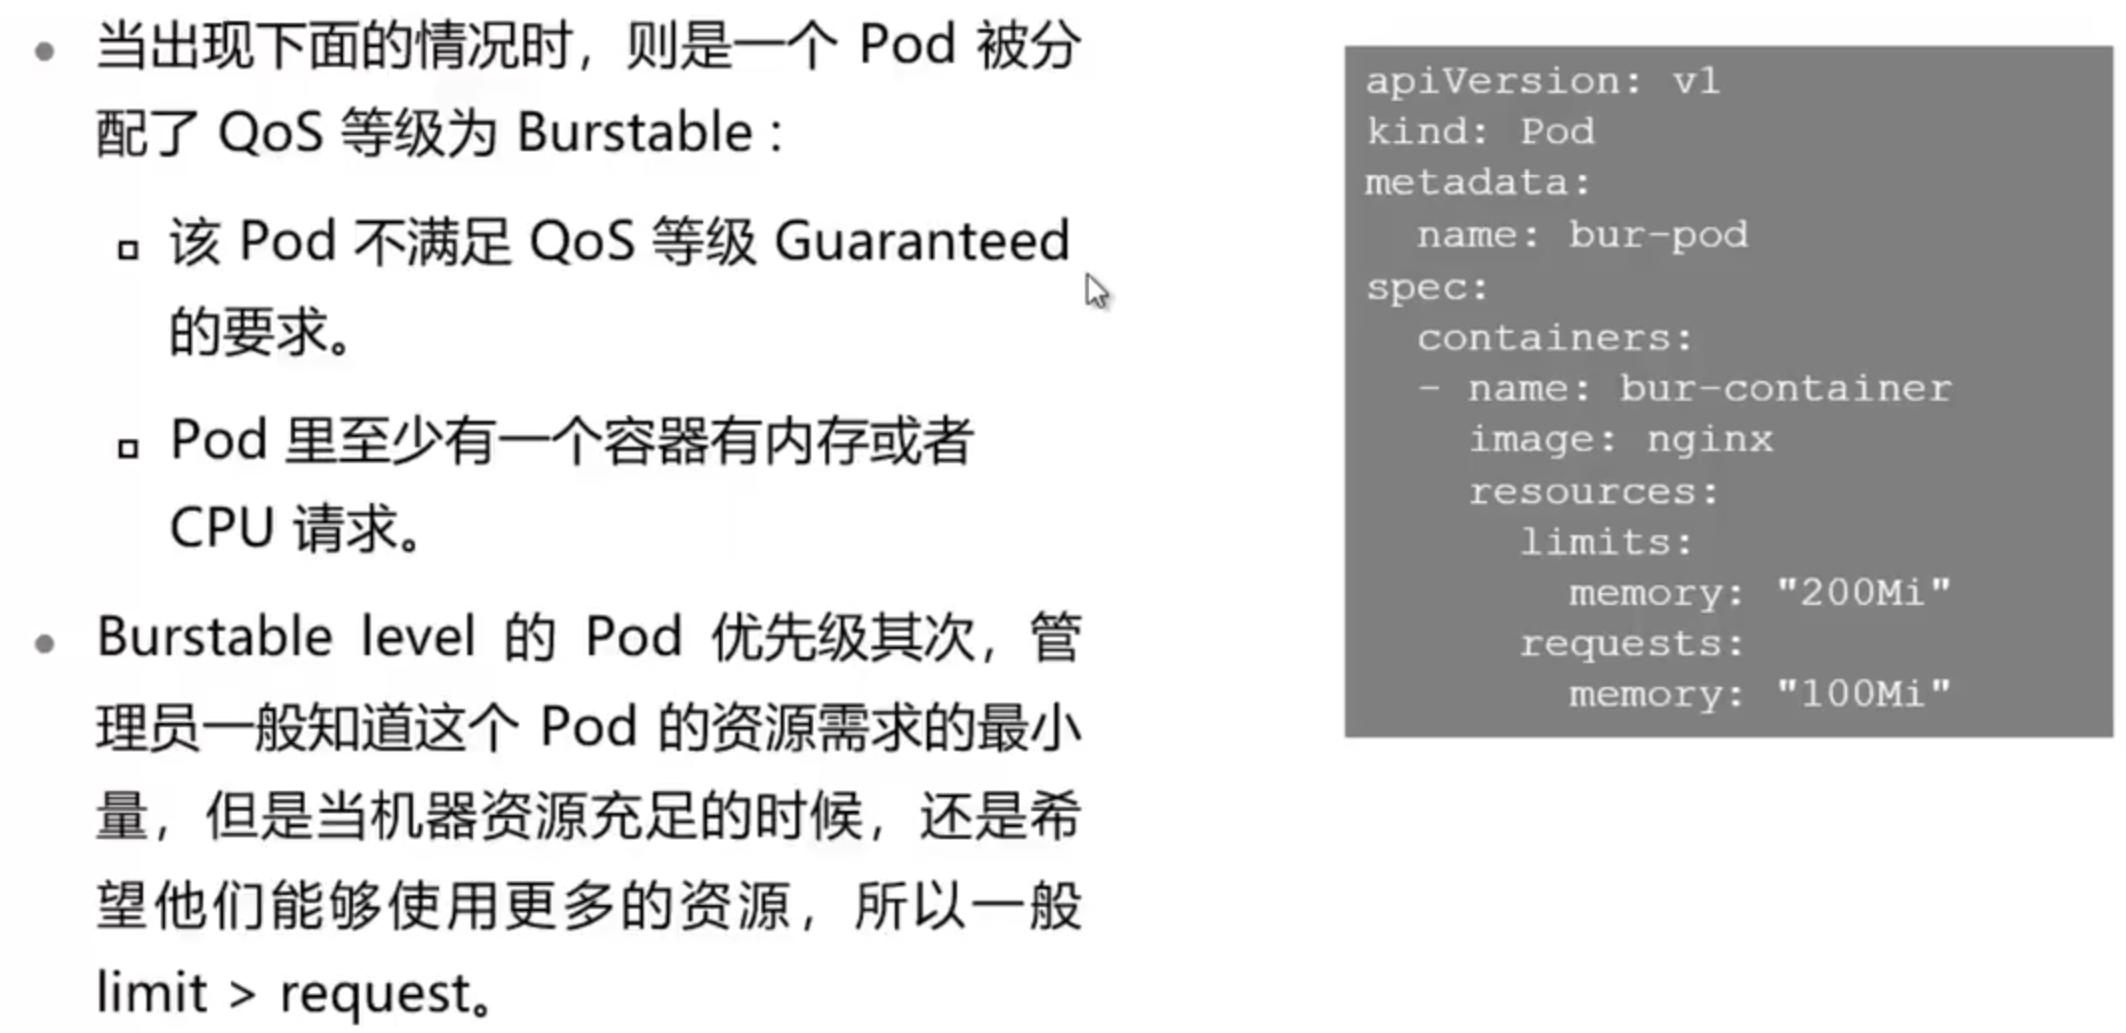 当出现下面的情况时，则是一个 Pod 被分
配了 QoS 等级为 Burstable :
该 Pod 不满足 QoS 等级 Guaranteed
的要求。
Pod 里至少有一个容器有内存或者
CPU 请求。
Burstable level 的 Pod 优先级其次，管
理员一般知道这个 Pod 的资源需求的最小
量，但是当机器资源充足的时候，还是希
望他们能够使用更多的资源，所以一般
limit > request。
apiVersion: v1
kind: Pod
metadata:
  name: bur-pod
spec:
  containers:
  - name: bur-container
    image: nginx
    resources:
      limits:
        memory: "200Mi"
      requests:
        memory: "100Mi"